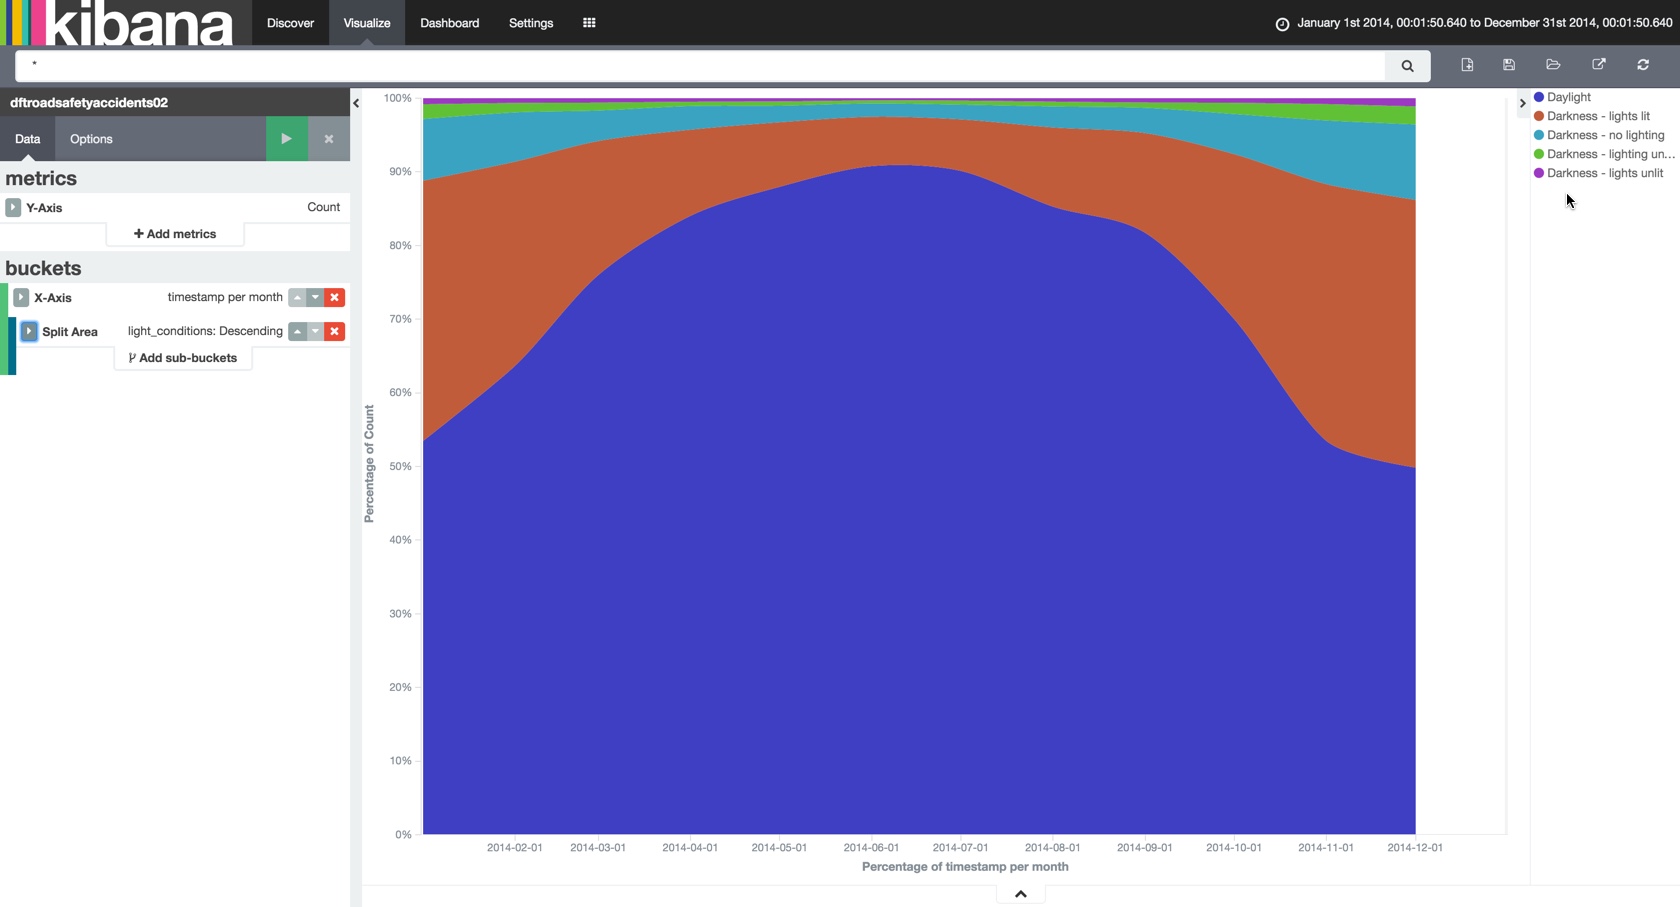 kibana
Discover
Visualize
Dashboard
Settings
January 1st 2014, 00:01:50.640 to December 31st 2014, 00:01:50.640
*
dftroadsafetyaccidents02
Data
Options
metrics
Y-Axis Count
Add metrics
buckets
X-Axis timestamp per month
Split Area light_conditions: Descending
Add sub-buckets
100%
90%
80%
70%
60%
50%
40%
30%
20%
10%
0%
Percentage of Count
2014-02-01 2014-03-01 2014-04-01 2014-05-01 2014-06-01 2014-07-01 2014-08-01 2014-09-01 2014-10-01 2014-11-01 2014-12-01
Percentage of timestamp per month
Daylight
Darkness - lights lit
Darkness - no lighting
Darkness - lighting un...
Darkness - lights unlit